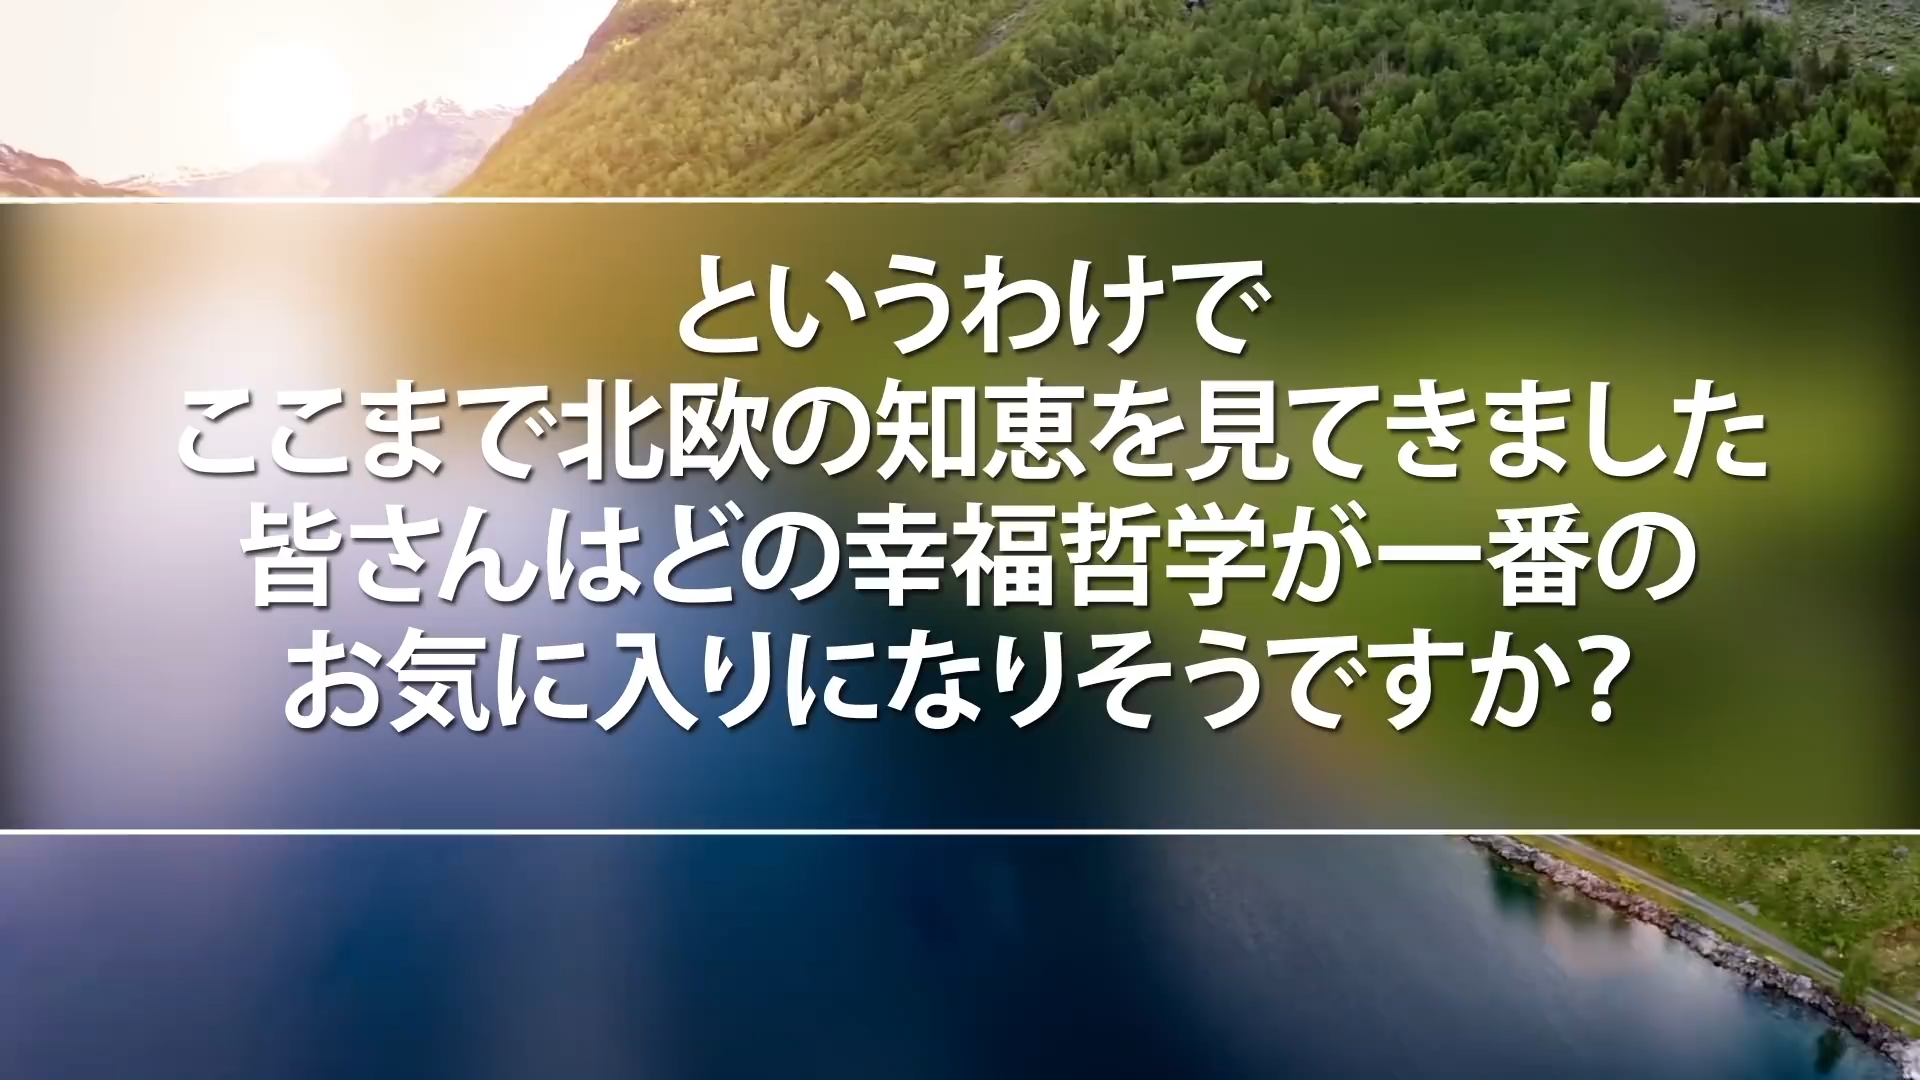 というわけで
ここまで北欧の知恵を見てきました
皆さんはどの幸福哲学が一番の
お気に入りになりそうですか?